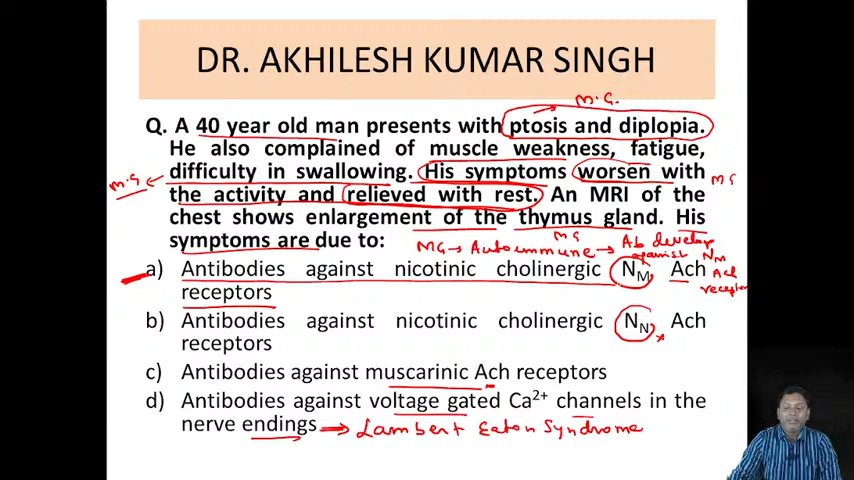 DR. AKHILESH KUMAR SINGH
M.G.
Q. A 40 year old man presents with ptosis and diplopia.
He also complained of muscle weakness, fatigue,
difficulty in swallowing. His symptoms worsen with
M.G
MG
the activity and relieved with rest. An MRI of the
chest shows enlargement of the thymus gland. His
MG
symptoms are due to:
MG → Autoimmune → Ab develop against NM Ach receptor
a) Antibodies against nicotinic cholinergic NM Ach
receptors
b) Antibodies against nicotinic cholinergic NN Ach
receptors
c) Antibodies against muscarinic Ach receptors
d) Antibodies against voltage gated Ca2+ channels in the
nerve endings → Lambert Eaton Syndrome